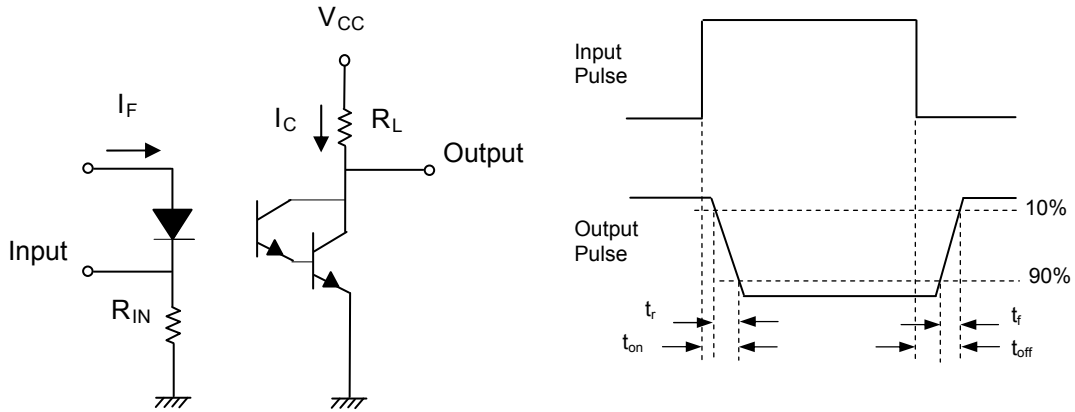 V_CC
I_F
I_C
R_L
Output
Input
R_IN
Input
Pulse
Output
Pulse
10%
90%
t_r
t_f
t_on
t_off